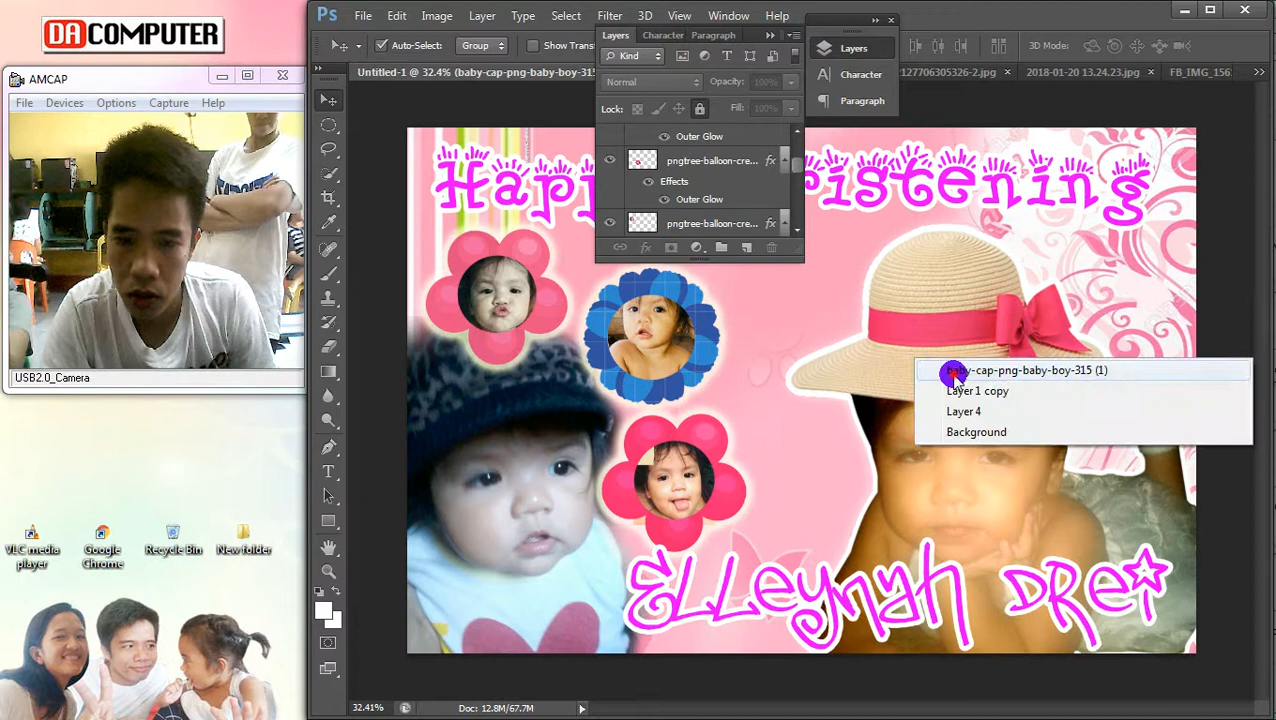 DA COMPUTER
AMCAP
File Devices Options Capture Help
USB2.0_Camera
VLC media player
Google Chrome
Recycle Bin
New folder
Ps File Edit Image Layer Type Select Filter 3D View Window Help
Auto-Select: Group Show Trans
3D Mode:
Untitled-1 @ 32.4% (baby-cap-png-baby-boy-315
127706305326-2.jpg × 2018-01-20 13.24.23.jpg × FB_IMG_156
Layers Character Paragraph
Kind
Normal Opacity: 100%
Lock: Fill: 100%
Outer Glow
pngtree-balloon-cre... fx
Effects
Outer Glow
pngtree-balloon-cre... fx
Layers
Character
Paragraph
Happ ristening
baby-cap-png-baby-boy-315 (1)
Layer 1 copy
Layer 4
Background
ELLEynyh DRei
32.41% Doc: 12.8M/67.7M